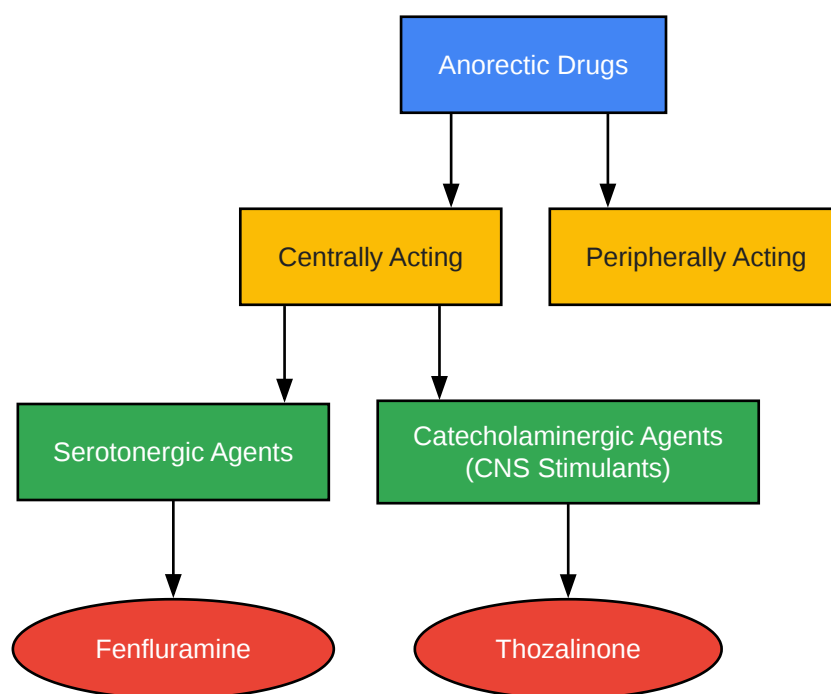 Anorectic Drugs
Centrally Acting
Peripherally Acting
Serotonergic Agents
Catecholaminergic Agents
(CNS Stimulants)
Fenfluramine
Thozalinone